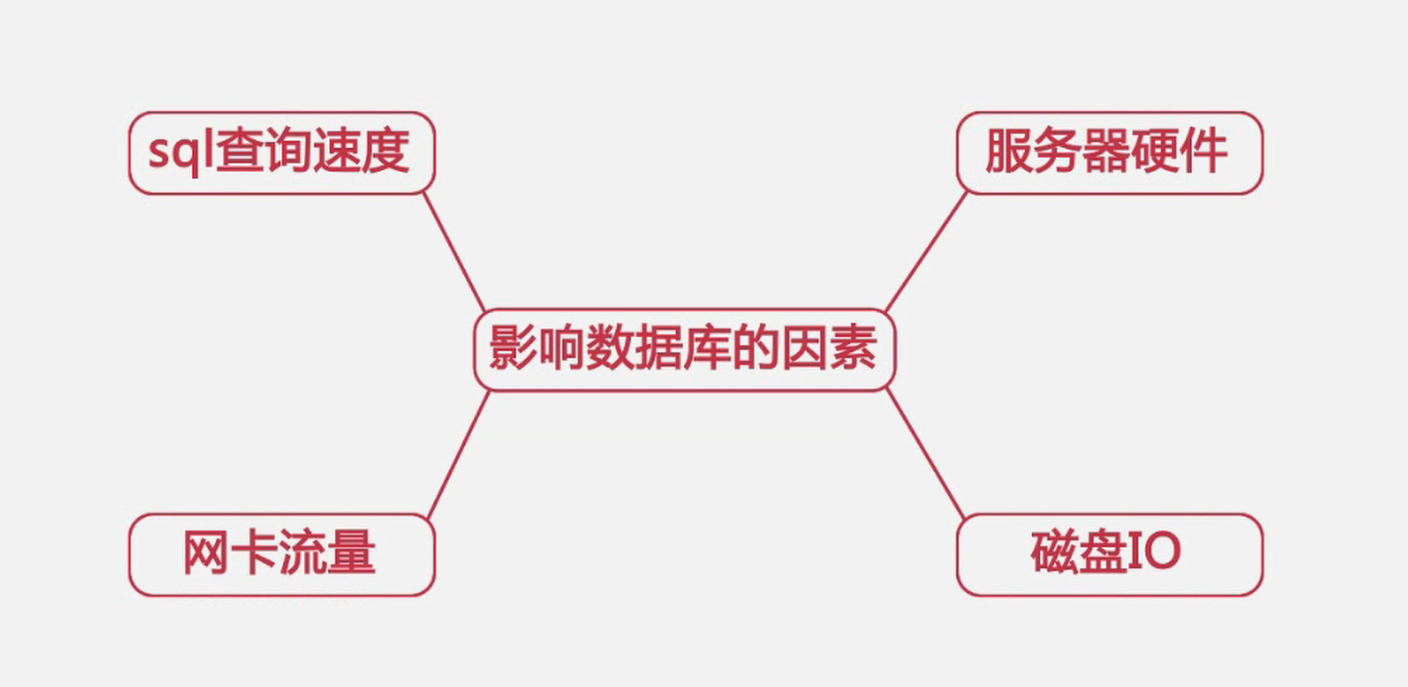 sql查询速度
服务器硬件
影响数据库的因素
网卡流量
磁盘IO